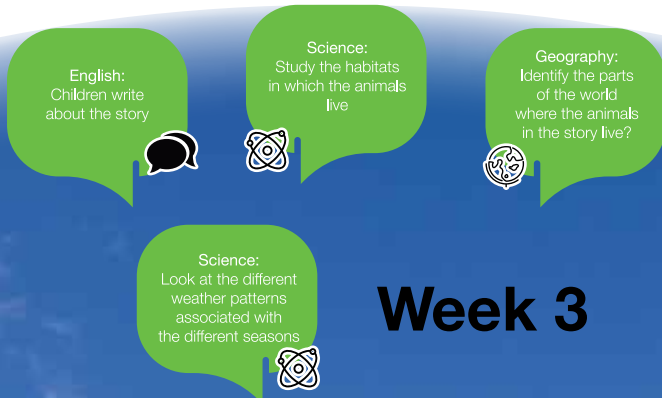 English:
Children write
about the story
Science:
Study the habitats
in which the animals
live
Geography:
Identify the parts
of the world
where the animals
in the story live?
Science:
Look at the different
weather patterns
associated with
the different seasons
Week 3